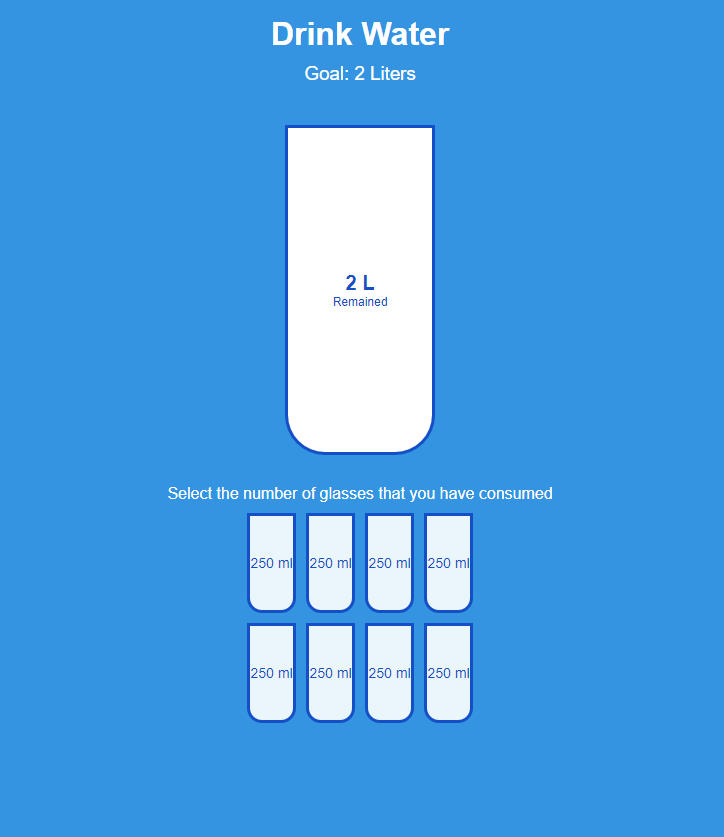 Drink Water
Goal: 2 Liters
2 L
Remained
Select the number of glasses that you have consumed
250 ml 250 ml 250 ml 250 ml
250 ml 250 ml 250 ml 250 ml